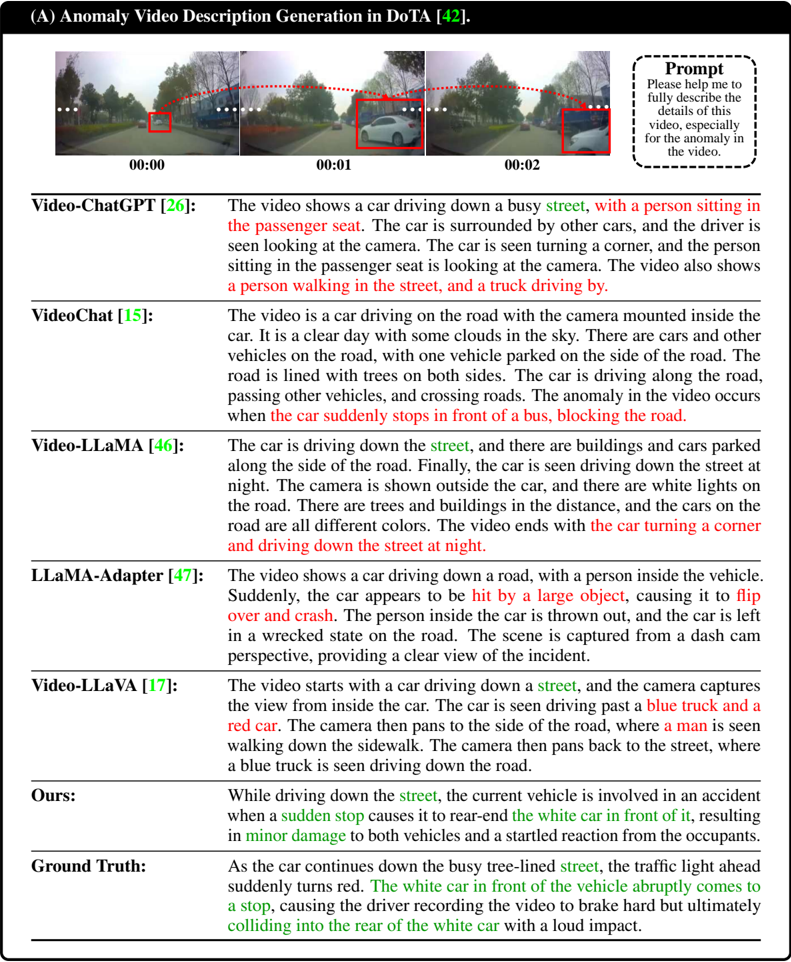 (A) Anomaly Video Description Generation in DoTA [42].
Prompt
Please help me to
fully describe the
details of this
video, especially
for the anomaly in
the video.
00:00 00:01 00:02
Video-ChatGPT [26]: The video shows a car driving down a busy street, with a person sitting in
the passenger seat. The car is surrounded by other cars, and the driver is
seen looking at the camera. The car is seen turning a corner, and the person
sitting in the passenger seat is looking at the camera. The video also shows
a person walking in the street, and a truck driving by.
VideoChat [15]: The video is a car driving on the road with the camera mounted inside the
car. It is a clear day with some clouds in the sky. There are cars and other
vehicles on the road, with one vehicle parked on the side of the road. The
road is lined with trees on both sides. The car is driving along the road,
passing other vehicles, and crossing roads. The anomaly in the video occurs
when the car suddenly stops in front of a bus, blocking the road.
Video-LLaMA [46]: The car is driving down the street, and there are buildings and cars parked
along the side of the road. Finally, the car is seen driving down the street at
night. The camera is shown outside the car, and there are white lights on
the road. There are trees and buildings in the distance, and the cars on the
road are all different colors. The video ends with the car turning a corner
and driving down the street at night.
LLaMA-Adapter [47]: The video shows a car driving down a road, with a person inside the vehicle.
Suddenly, the car appears to be hit by a large object, causing it to flip
over and crash. The person inside the car is thrown out, and the car is left
in a wrecked state on the road. The scene is captured from a dash cam
perspective, providing a clear view of the incident.
Video-LLaVA [17]: The video starts with a car driving down a street, and the camera captures
the view from inside the car. The car is seen driving past a blue truck and a
red car. The camera then pans to the side of the road, where a man is seen
walking down the sidewalk. The camera then pans back to the street, where
a blue truck is seen driving down the road.
Ours: While driving down the street, the current vehicle is involved in an accident
when a sudden stop causes it to rear-end the white car in front of it, resulting
in minor damage to both vehicles and a startled reaction from the occupants.
Ground Truth: As the car continues down the busy tree-lined street, the traffic light ahead
suddenly turns red. The white car in front of the vehicle abruptly comes to
a stop, causing the driver recording the video to brake hard but ultimately
colliding into the rear of the white car with a loud impact.